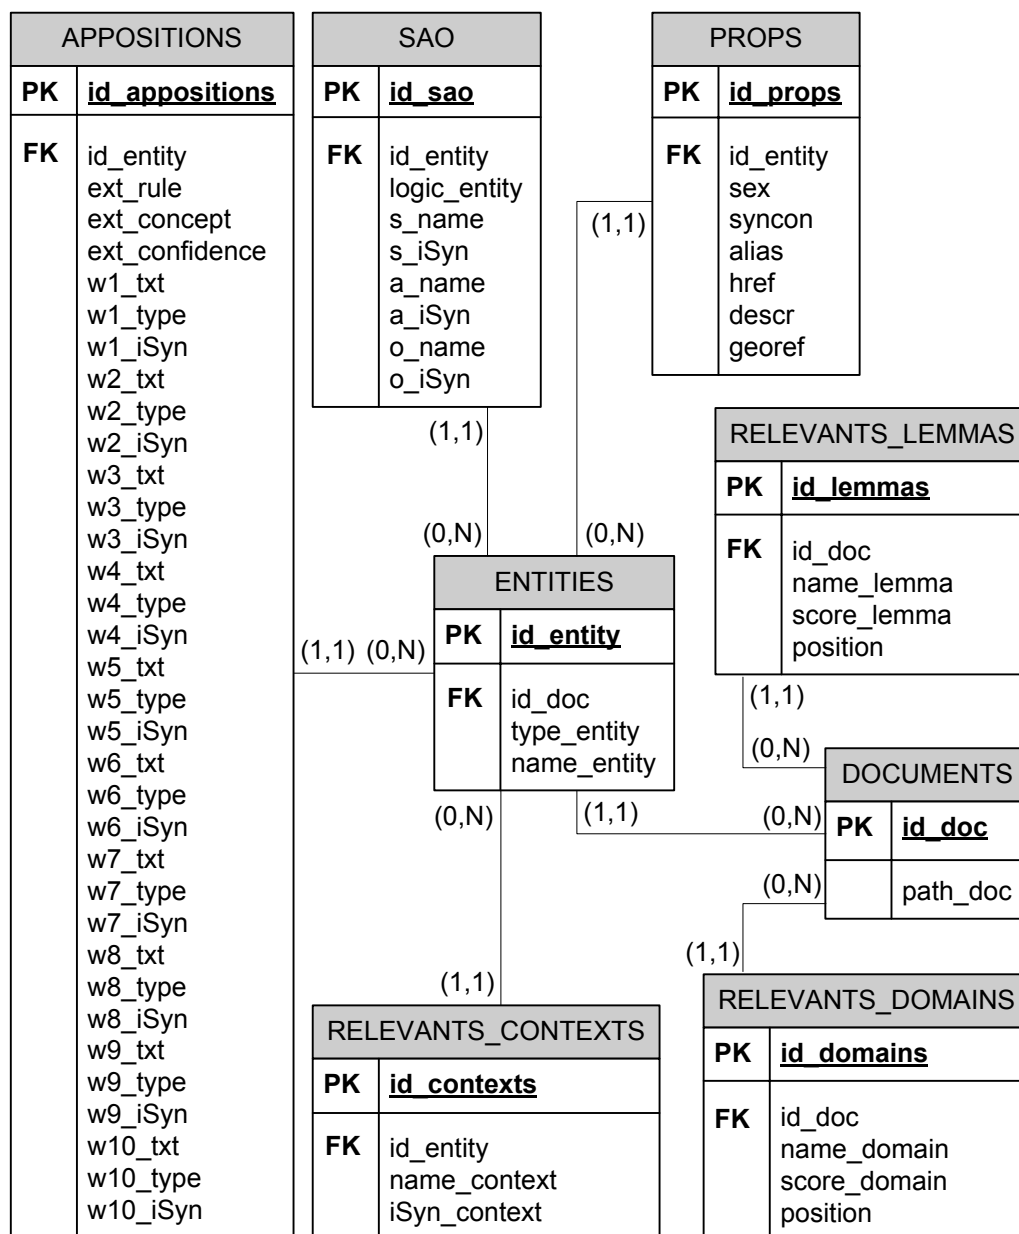 APPOSITIONS
PK id_appositions
FK id_entity
ext_rule
ext_concept
ext_confidence
w1_txt
w1_type
w1_iSyn
w2_txt
w2_type
w2_iSyn
w3_txt
w3_type
w3_iSyn
w4_txt
w4_type
w4_iSyn
w5_txt
w5_type
w5_iSyn
w6_txt
w6_type
w6_iSyn
w7_txt
w7_type
w7_iSyn
w8_txt
w8_type
w8_iSyn
w9_txt
w9_type
w9_iSyn
w10_txt
w10_type
w10_iSyn
SAO
PK id_sao
FK id_entity
logic_entity
s_name
s_iSyn
a_name
a_iSyn
o_name
o_iSyn
(1,1)
(0,N)
PROPS
PK id_props
FK id_entity
sex
syncon
alias
href
descr
georef
(1,1)
(0,N)
(1,1) (0,N)
ENTITIES
PK id_entity
FK id_doc
type_entity
name_entity
(0,N)
(1,1)
(1,1)
(0,N)
RELEVANTS_LEMMAS
PK id_lemmas
FK id_doc
name_lemma
score_lemma
position
(1,1)
(0,N)
DOCUMENTS
PK id_doc
path_doc
(0,N)
(1,1)
RELEVANTS_CONTEXTS
PK id_contexts
FK id_entity
name_context
iSyn_context
RELEVANTS_DOMAINS
PK id_domains
FK id_doc
name_domain
score_domain
position